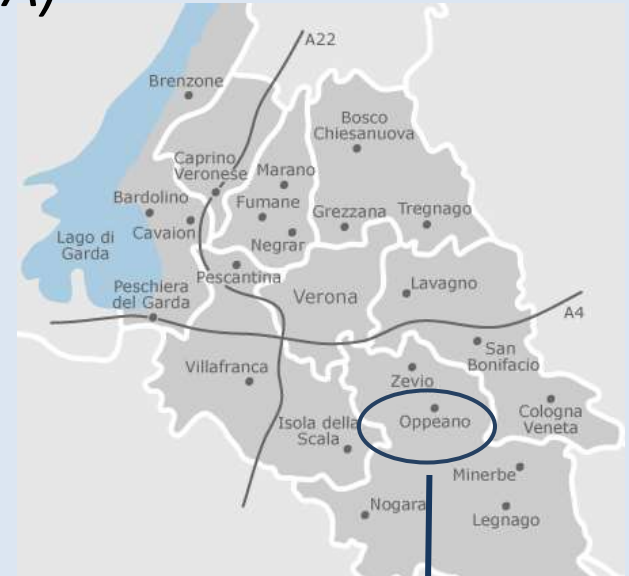 A)
A22
Brenzone
Bosco
Chiesanuova
Caprino
Veronese
Marano
Bardolino
Fumane
Grezzana
Tregnago
Cavaion
Negrar
Lago di
Garda
Pescantina
Lavagno
Peschiera
del Garda
Verona
A4
San
Bonifacio
Villafranca
Zevio
Isola della
Scala
Oppeano
Cologna
Veneta
Minerbe
Nogara
Legnago